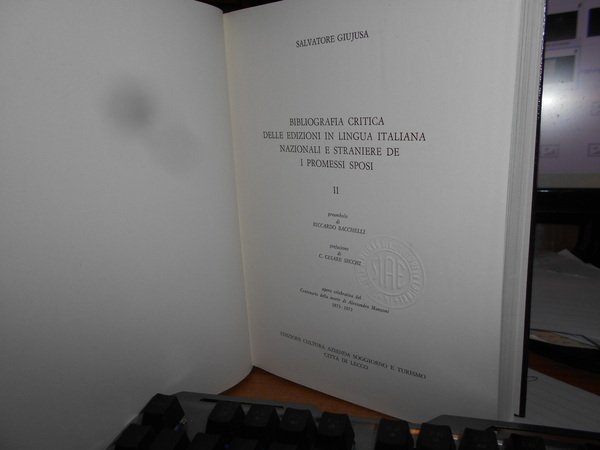 SALVATORE GIUJUSA
BIBLIOGRAFIA CRITICA
DELLE EDIZIONI IN LINGUA ITALIANA
NAZIONALI E STRANIERE DE
I PROMESSI SPOSI
II
preambolo
di
RICCARDO BACCHELLI
prefazione
di
C. CESARE SECCHI
opera celebrativa del
Centenario della morte di Alessandro Manzoni
1873 - 1973
EDIZIONE CULTURA, AZIENDA SOGGIORNO E TURISMO
CITTÀ DI LECCO